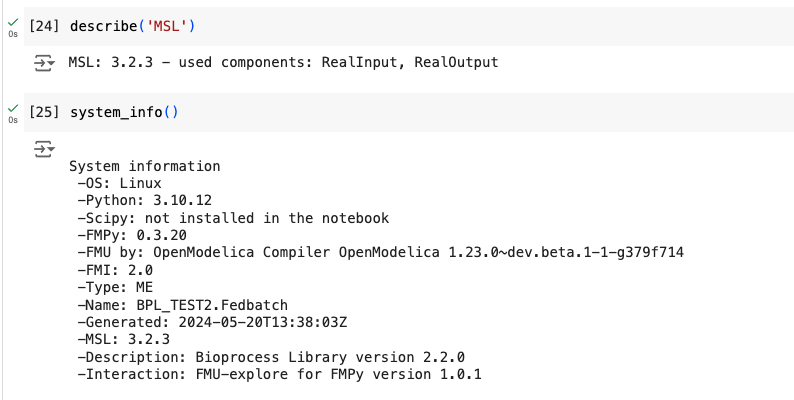 [24] describe('MSL')
0s
MSL: 3.2.3 - used components: RealInput, RealOutput
[25] system_info()
0s
System information
-OS: Linux
-Python: 3.10.12
-Scipy: not installed in the notebook
-FMPy: 0.3.20
-FMU by: OpenModelica Compiler OpenModelica 1.23.0~dev.beta.1-1-g379f714
-FMI: 2.0
-Type: ME
-Name: BPL_TEST2.Fedbatch
-Generated: 2024-05-20T13:38:03Z
-MSL: 3.2.3
-Description: Bioprocess Library version 2.2.0
-Interaction: FMU-explore for FMPy version 1.0.1